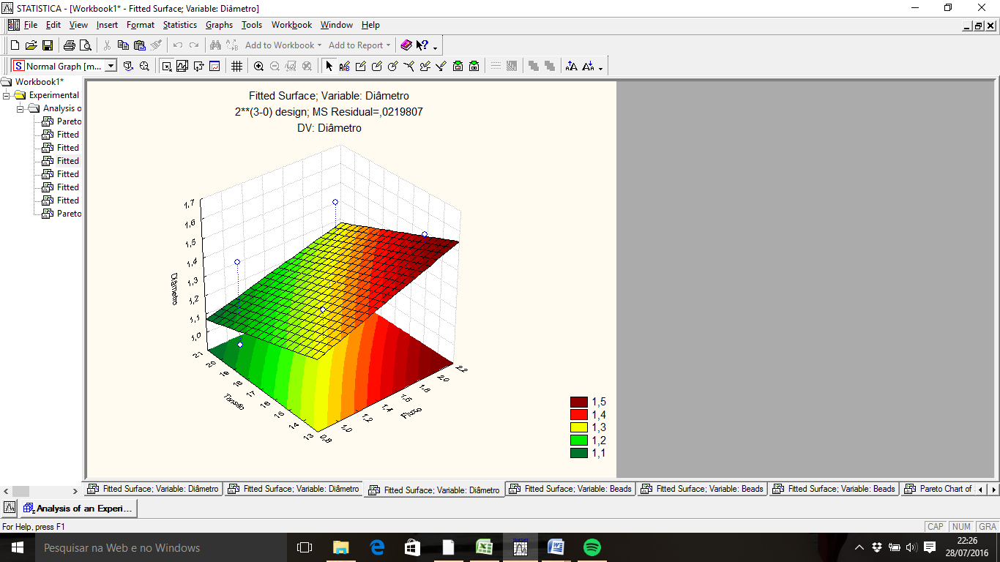 STATISTICA - [Workbook1* - Fitted Surface; Variable: Diâmetro]
File Edit View Insert Format Statistics Graphs Tools Workbook Window Help
Add to Workbook Add to Report
Normal Graph [m...
Workbook1*
Experimental
Analysis o
Pareto
Fitted
Fitted
Fitted
Fitted
Fitted
Fitted
Pareto
Fitted Surface; Variable: Diâmetro
2**(3-0) design; MS Residual=,0219807
DV: Diâmetro
1,7
1,6
1,5
1,4
1,3
1,2
1,1
1,0
Diâmetro
21
20
19
18
17
16
15
14
13
Tensão
0,8
1,0
1,2
1,4
1,6
1,8
2,0
2,2
Fluxo
1,5
1,4
1,3
1,2
1,1
Fitted Surface; Variable: Diâmetro Fitted Surface; Variable: Diâmetro Fitted Surface; Variable: Diâmetro Fitted Surface; Variable: Beads Fitted Surface; Variable: Beads Fitted Surface; Variable: Beads Pareto Chart of
Analysis of an Experi...
For Help, press F1 CAP NUM GRA
Pesquisar na Web e no Windows
22:26
28/07/2016